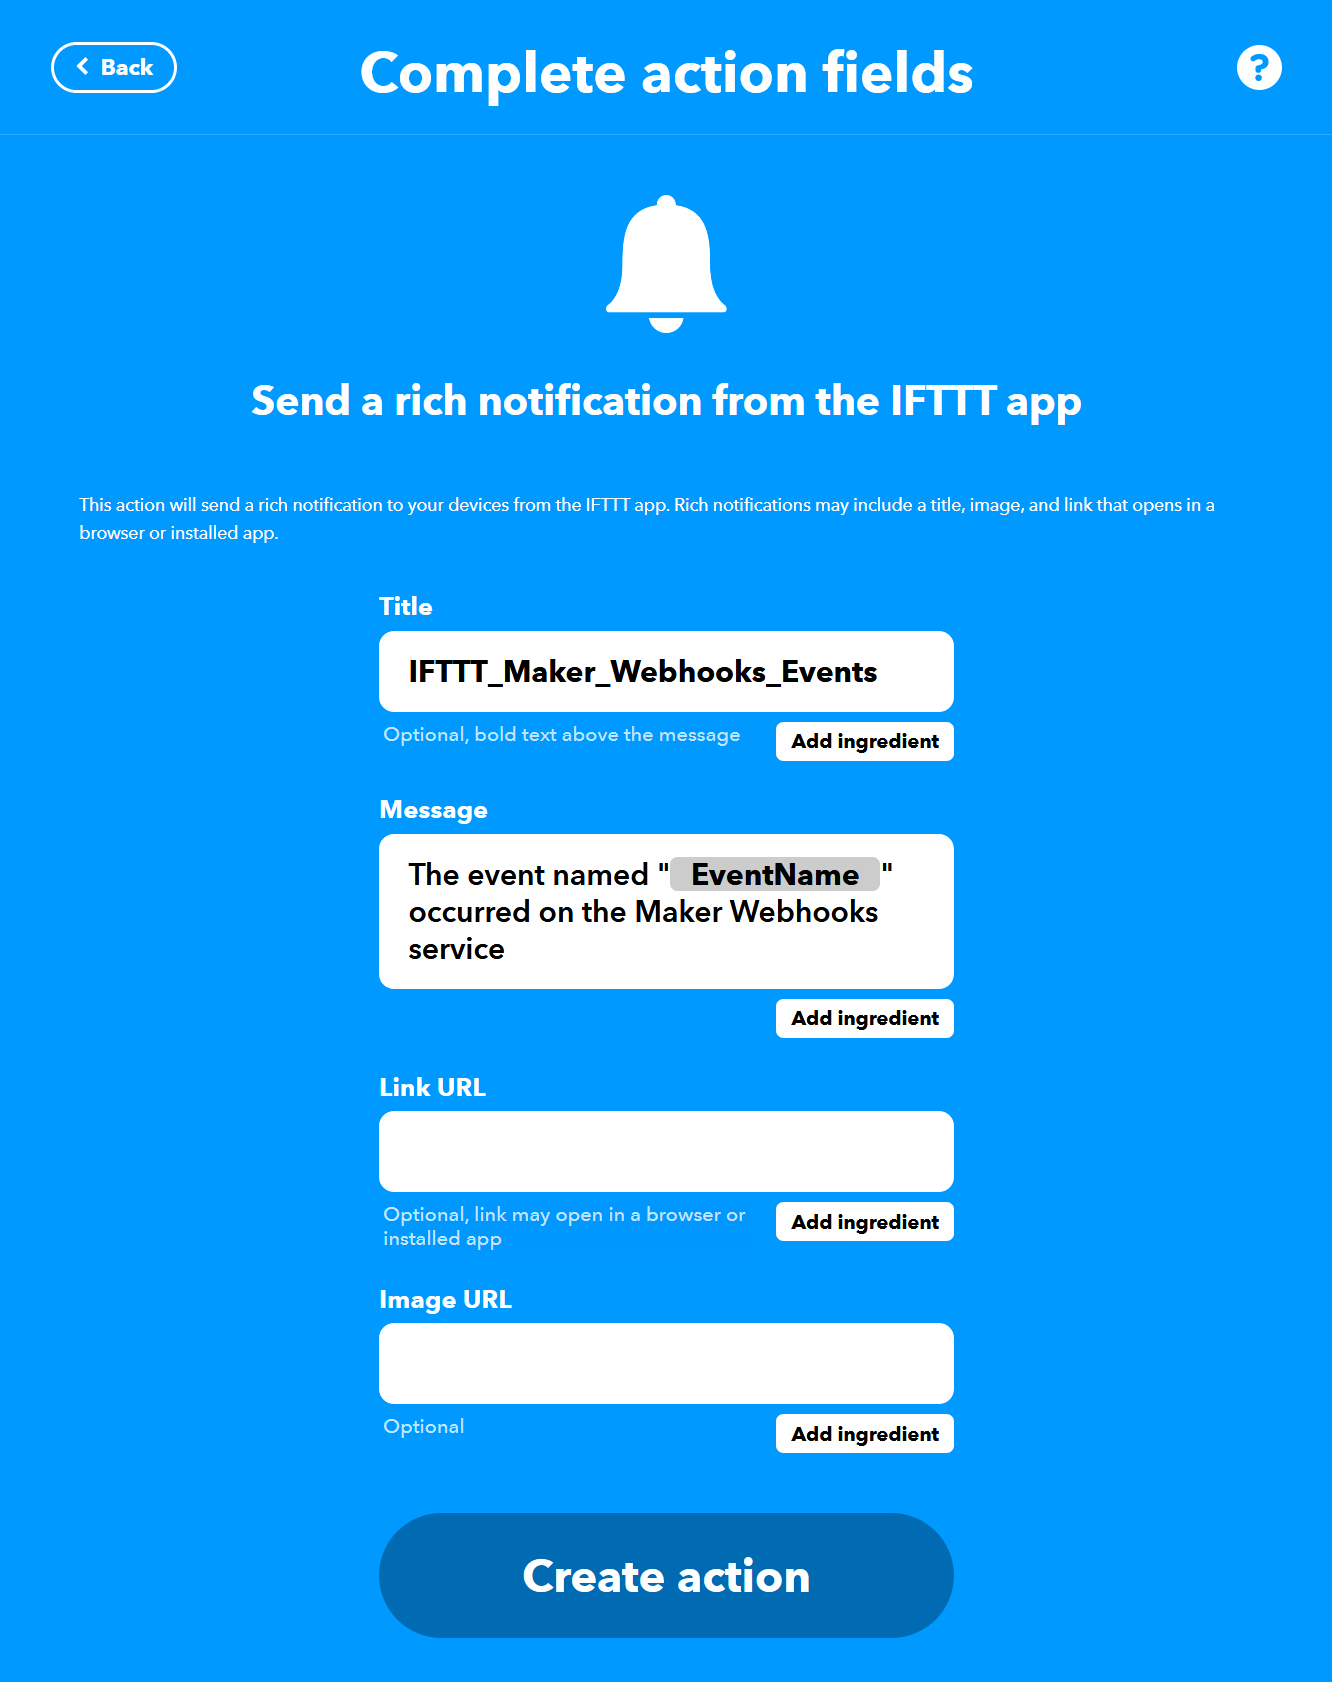 Back
Complete action fields
?
Send a rich notification from the IFTTT app
This action will send a rich notification to your devices from the IFTTT app. Rich notifications may include a title, image, and link that opens in a
browser or installed app.
Title
IFTTT_Maker_Webhooks_Events
Optional, bold text above the message
Add ingredient
Message
The event named " EventName "
occurred on the Maker Webhooks
service
Add ingredient
Link URL
Optional, link may open in a browser or
installed app
Add ingredient
Image URL
Optional
Add ingredient
Create action